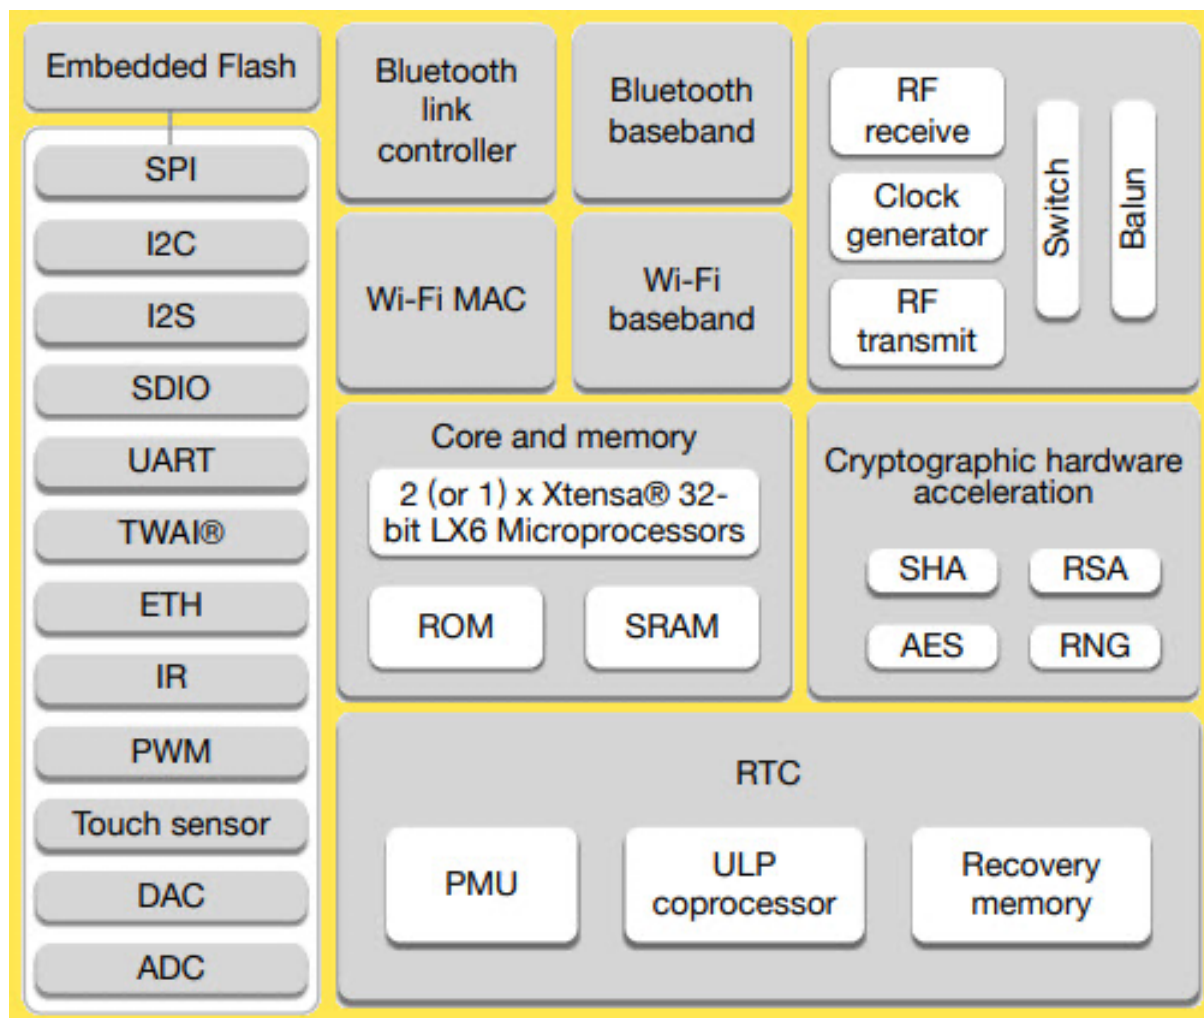 Embedded Flash
SPI
I2C
I2S
SDIO
UART
TWAI®
ETH
IR
PWM
Touch sensor
DAC
ADC
Bluetooth
link
controller
Bluetooth
baseband
Wi-Fi MAC
Wi-Fi
baseband
RF
receive
Clock
generator
RF
transmit
Switch
Balun
Core and memory
2 (or 1) x Xtensa® 32-
bit LX6 Microprocessors
ROM
SRAM
Cryptographic hardware
acceleration
SHA
RSA
AES
RNG
RTC
PMU
ULP
coprocessor
Recovery
memory